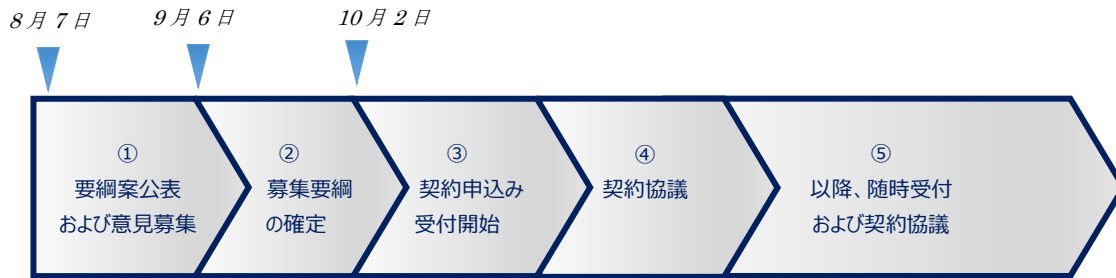 8月7日
9月6日
10月2日
①
要綱案公表
および意見募集
②
募集要綱
の確定
③
契約申込み
受付開始
④
契約協議
⑤
以降、随時受付
および契約協議